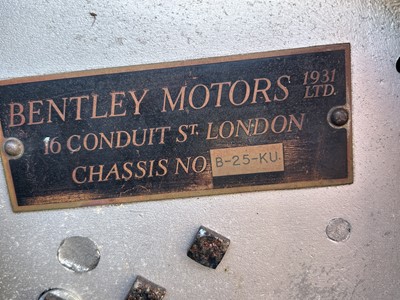 BENTLEY MOTORS 1931 LTD.
16 CONDUIT ST. LONDON
CHASSIS NO B-25-KU.